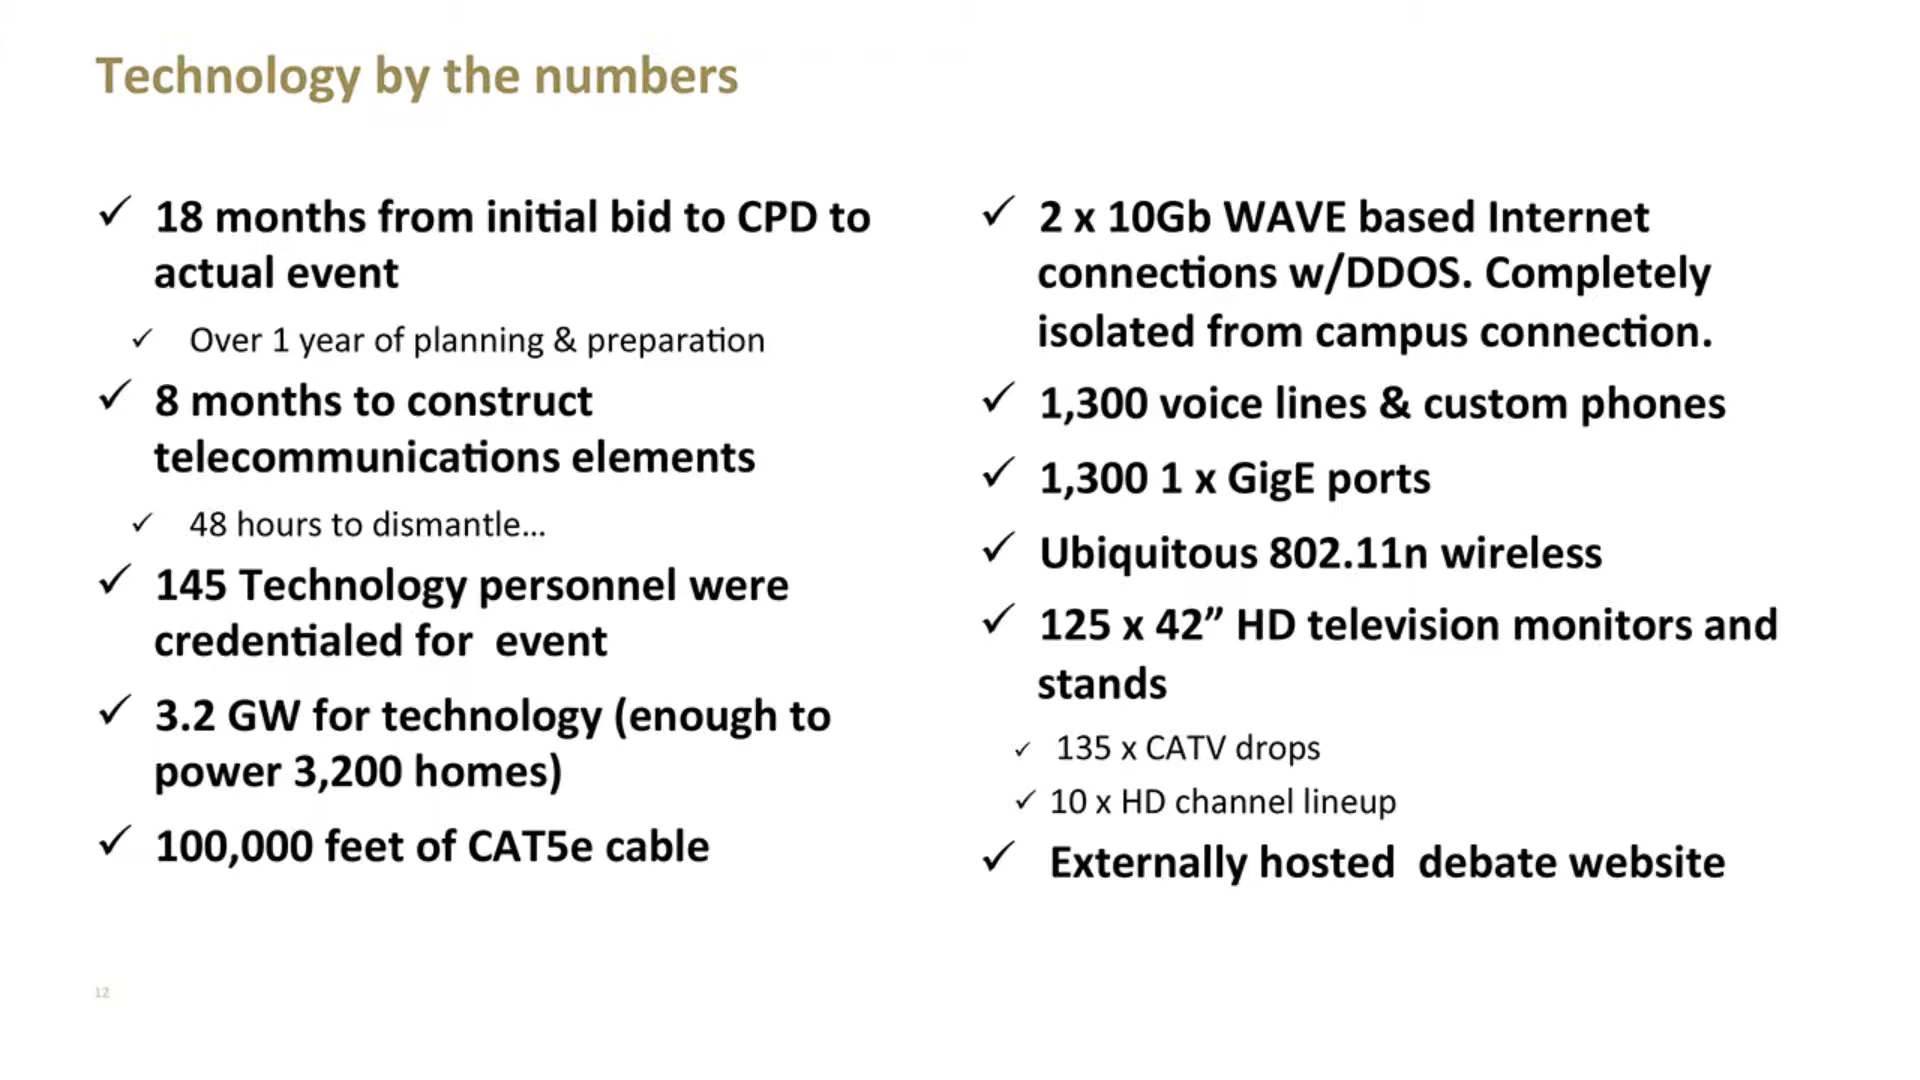 Technology by the numbers
✓ 18 months from initial bid to CPD to
actual event
✓ Over 1 year of planning & preparation
✓ 8 months to construct
telecommunications elements
✓ 48 hours to dismantle…
✓ 145 Technology personnel were
credentialed for  event
✓ 3.2 GW for technology (enough to
power 3,200 homes)
✓ 100,000 feet of CAT5e cable
✓ 2 x 10Gb WAVE based Internet
connections w/DDOS. Completely
isolated from campus connection.
✓ 1,300 voice lines & custom phones
✓ 1,300 1 x GigE ports
✓ Ubiquitous 802.11n wireless
✓ 125 x 42” HD television monitors and
stands
✓ 135 x CATV drops
✓ 10 x HD channel lineup
✓ Externally hosted  debate website
12